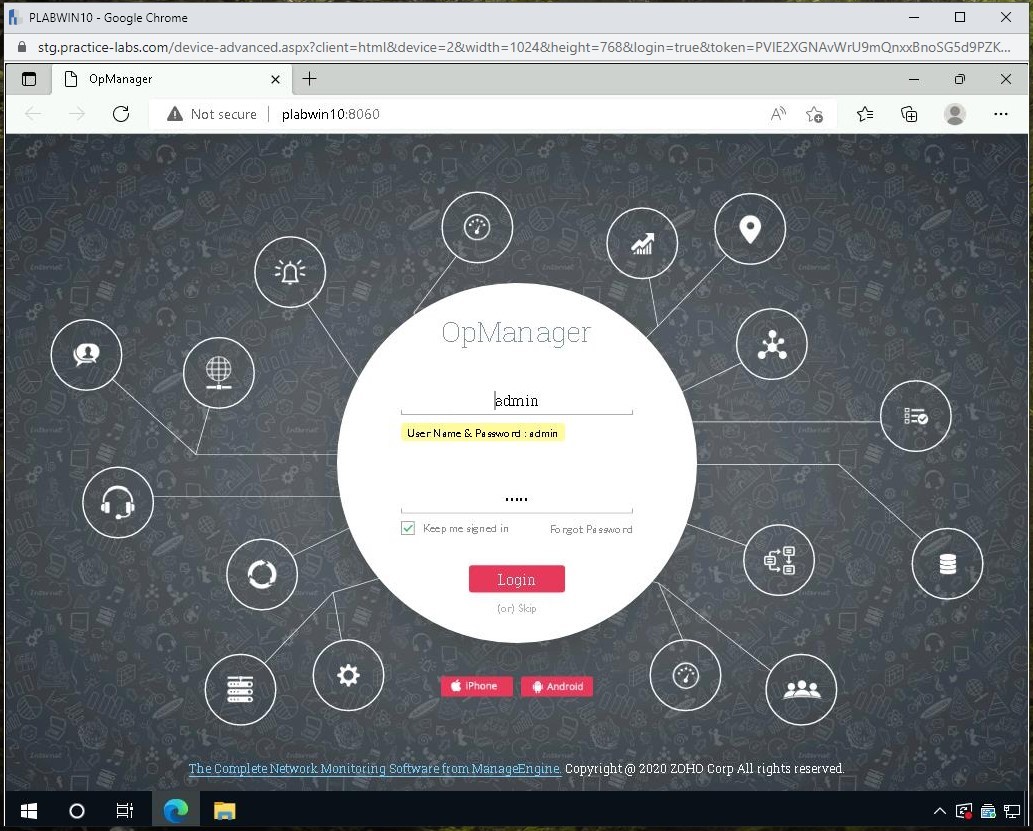 PLABWIN10 - Google Chrome
stg.practice-labs.com/device-advanced.aspx?client=html&device=2&width=1024&height=768&login=true&token=PVIE2XGNAvWrU9mQnxxBnoSG5d9PZK...
OpManager
Not secure plabwin10:8060
OpManager
admin
User Name & Password : admin
Keep me signed in Forgot Password
Login
(or) Skip
iPhone Android
The Complete Network Monitoring Software from ManageEngine. Copyright @ 2020 ZOHO Corp All rights reserved.